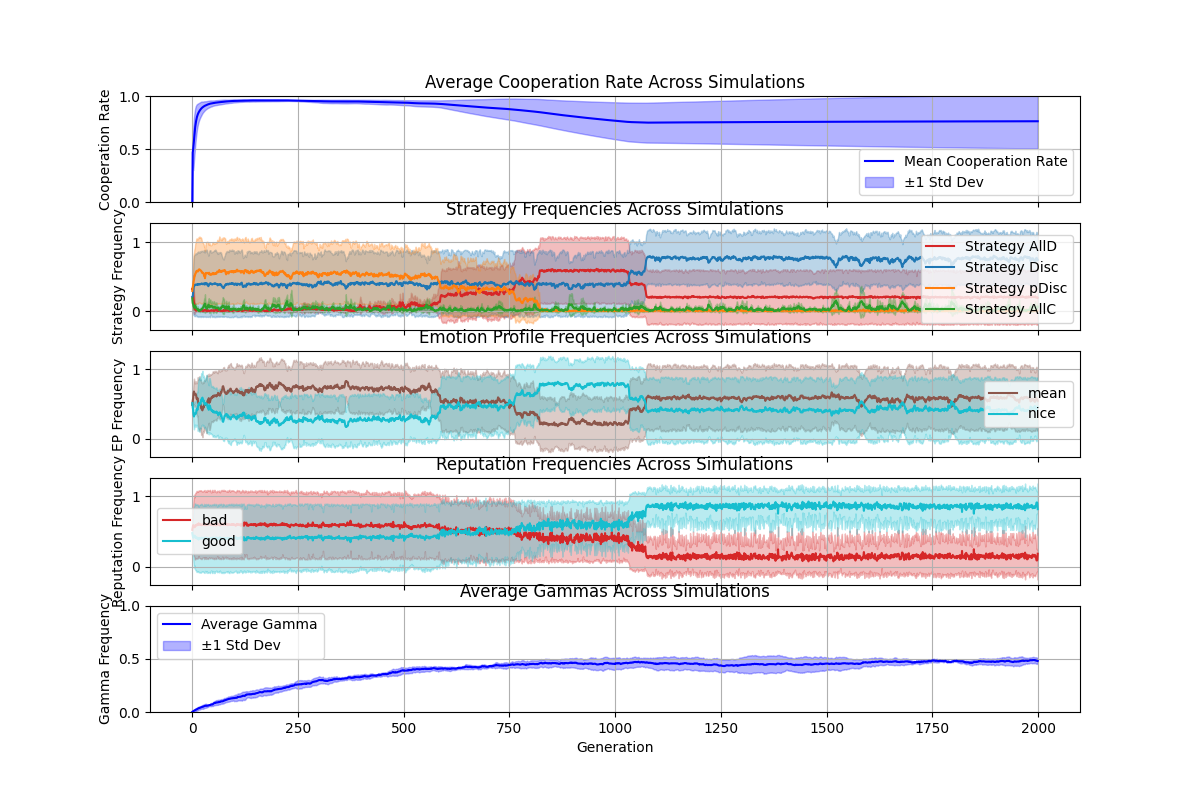 Average Cooperation Rate Across Simulations
Cooperation Rate
1.0
0.5
0.0
Mean Cooperation Rate
±1 Std Dev
Strategy Frequencies Across Simulations
Strategy Frequency
1
0
Strategy AllD
Strategy Disc
Strategy pDisc
Strategy AllC
Emotion Profile Frequencies Across Simulations
EP Frequency
1
0
mean
nice
Reputation Frequencies Across Simulations
Reputation Frequency
1
0
bad
good
Average Gammas Across Simulations
Gamma Frequency
1.0
0.5
0.0
Average Gamma
±1 Std Dev
0 250 500 750 1000 1250 1500 1750 2000
Generation